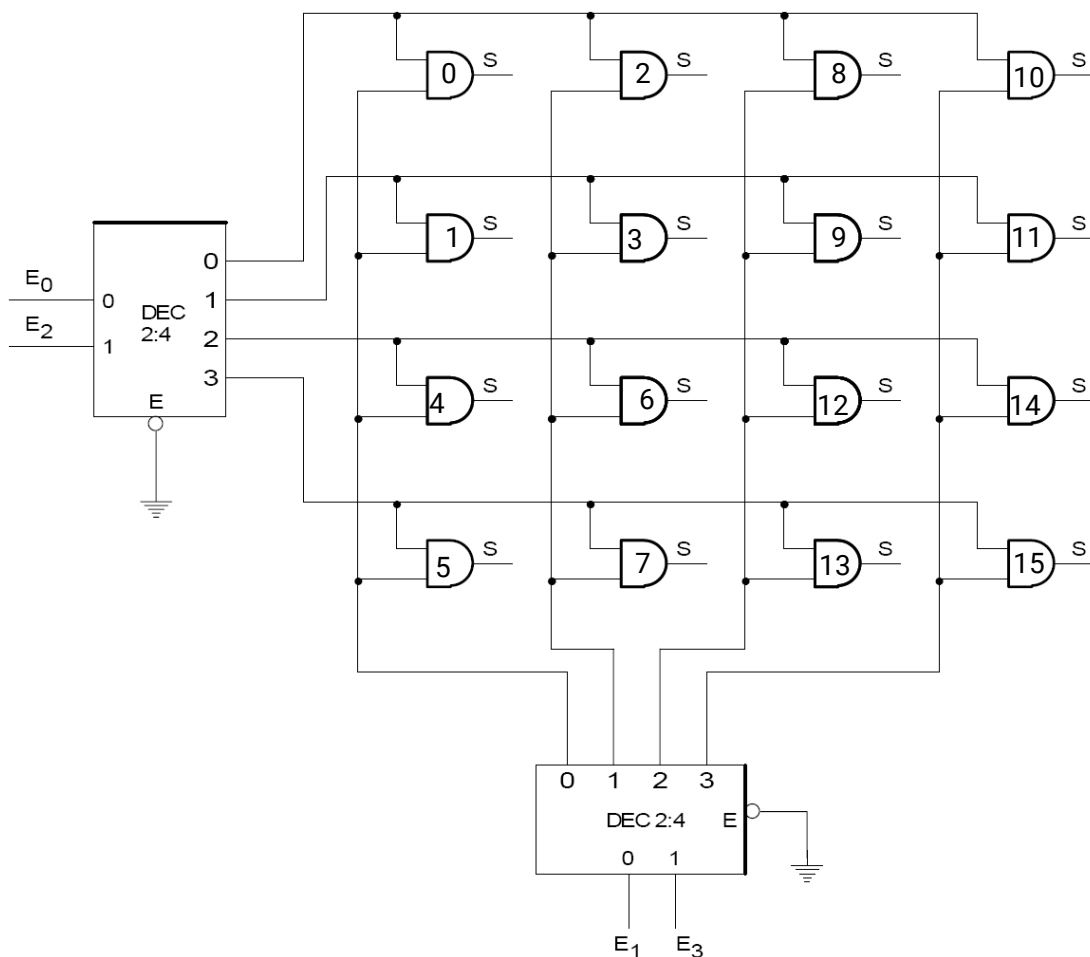 S S S S
0 2 8 10
S S S S
1 3 9 11
0
E0 0 DEC 1
E2 1 2:4 2
3
E
S S S S
4 6 12 14
S S S S
5 7 13 15
0 1 2 3
DEC 2:4 E
0 1
E1 E3